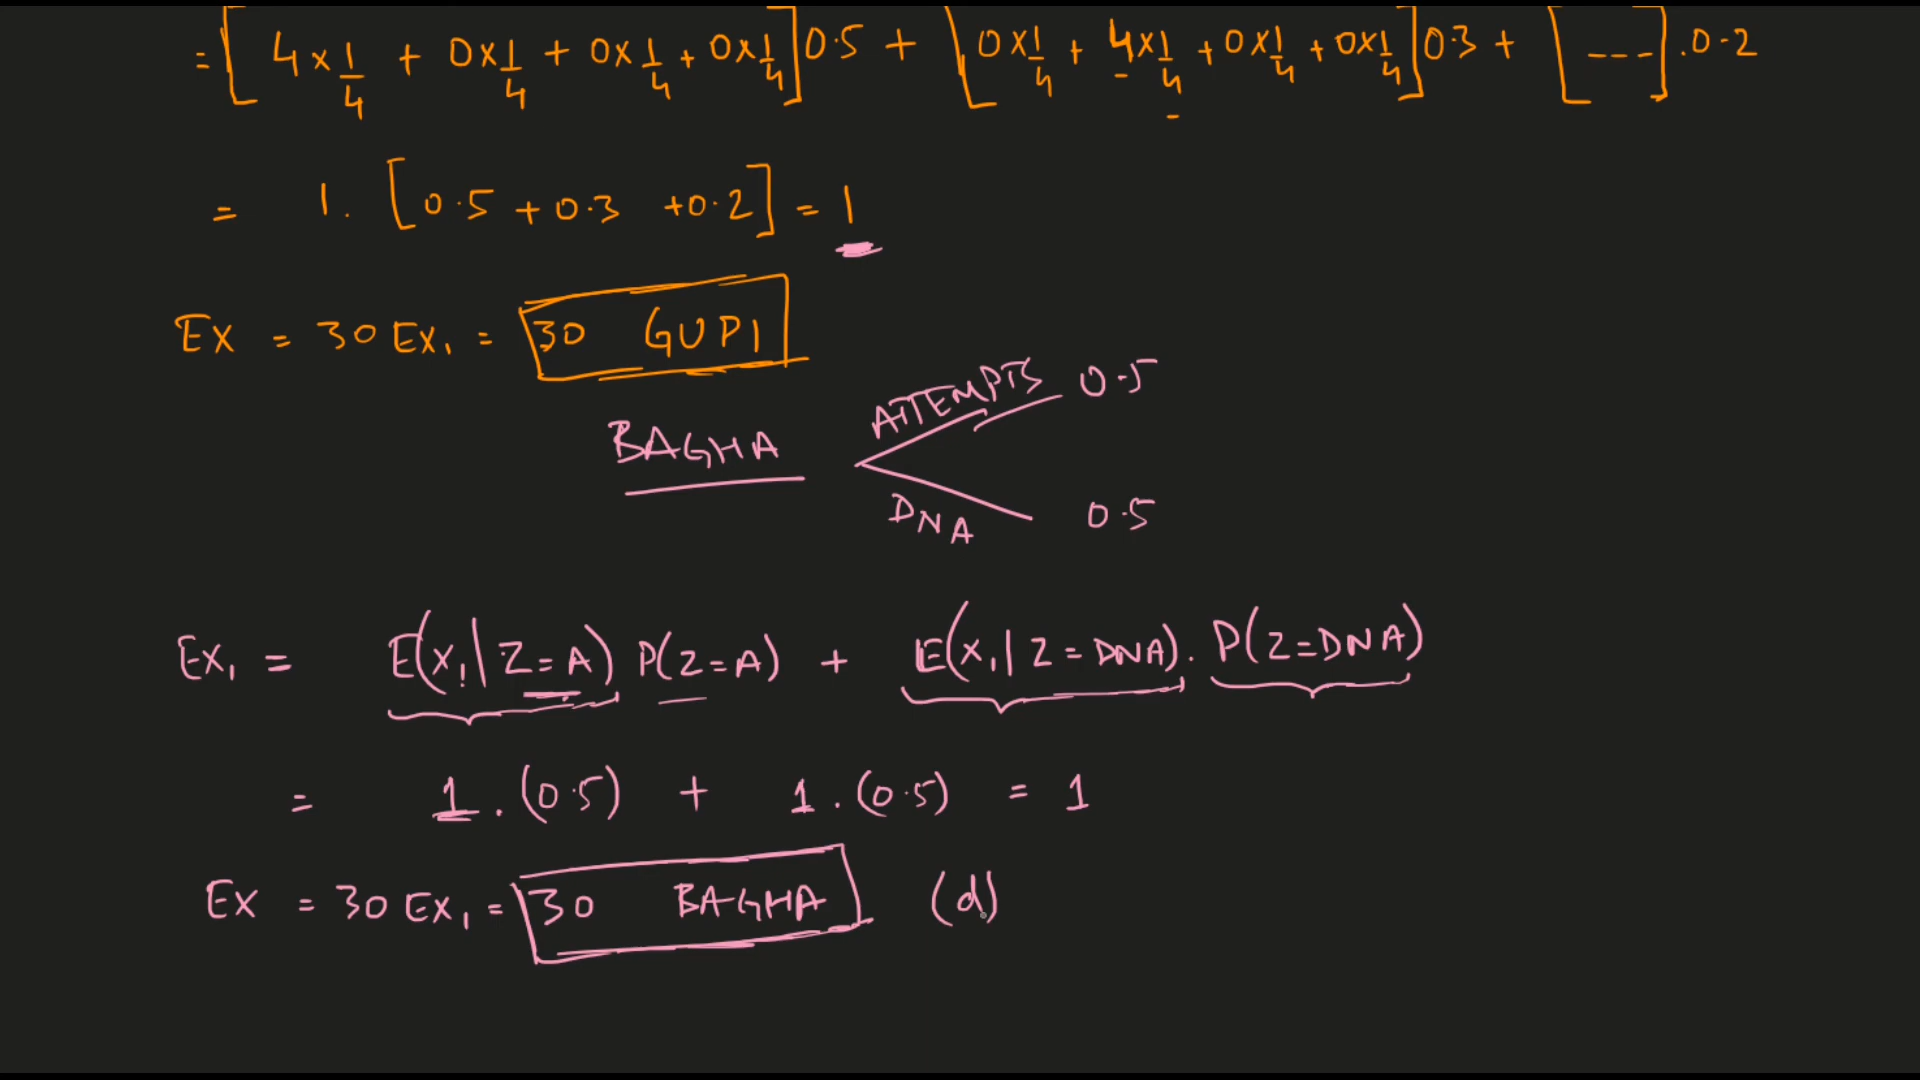 = [ 4 × 1/4 + 0 × 1/4 + 0 × 1/4 + 0 × 1/4 ] 0.5 + [ 0 × 1/4 + 4 × 1/4 + 0 × 1/4 + 0 × 1/4 ] 0.3 + [ --- ] . 0.2
= 1 . [ 0.5 + 0.3 + 0.2 ] = 1
EX = 30 EX₁ = 30 GUPI
BAGHA
ATTEMPTS 0.5
DNA 0.5
EX₁ = E(X₁ | Z = A) P(Z = A) + E(X₁ | Z = DNA) . P(Z = DNA)
= 1 . (0.5) + 1 . (0.5) = 1
EX = 30 EX₁ = 30 BAGHA (d)